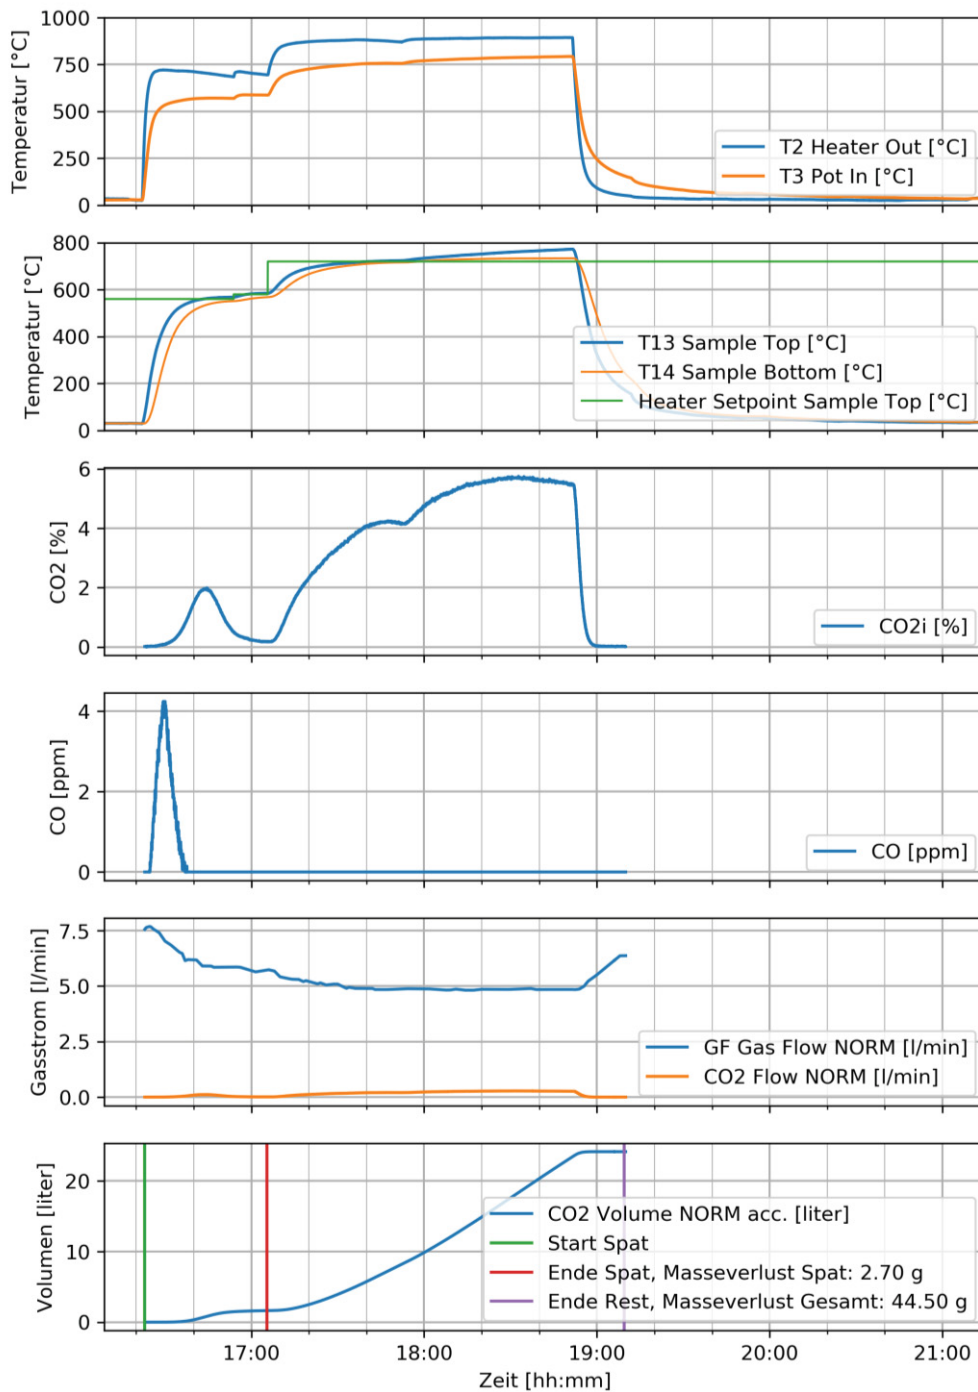 1000
750
500
250
0
Temperatur [°C]
T2 Heater Out [°C]
T3 Pot In [°C]
800
600
400
200
0
Temperatur [°C]
T13 Sample Top [°C]
T14 Sample Bottom [°C]
Heater Setpoint Sample Top [°C]
6
4
2
0
CO2 [%]
CO2i [%]
4
2
0
CO [ppm]
CO [ppm]
7.5
5.0
2.5
0.0
Gasstrom [l/min]
GF Gas Flow NORM [l/min]
CO2 Flow NORM [l/min]
20
10
0
Volumen [liter]
CO2 Volume NORM acc. [liter]
Start Spat
Ende Spat, Masseverlust Spat: 2.70 g
Ende Rest, Masseverlust Gesamt: 44.50 g
17:00 18:00 19:00 20:00 21:00
Zeit [hh:mm]